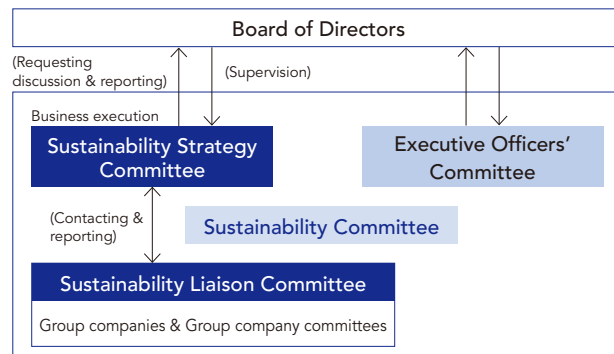 Board of Directors
(Requesting
discussion & reporting)
(Supervision)
Business execution
Sustainability Strategy
Committee
Executive Officers’
Committee
(Contacting &
reporting)
Sustainability Committee
Sustainability Liaison Committee
Group companies & Group company committees